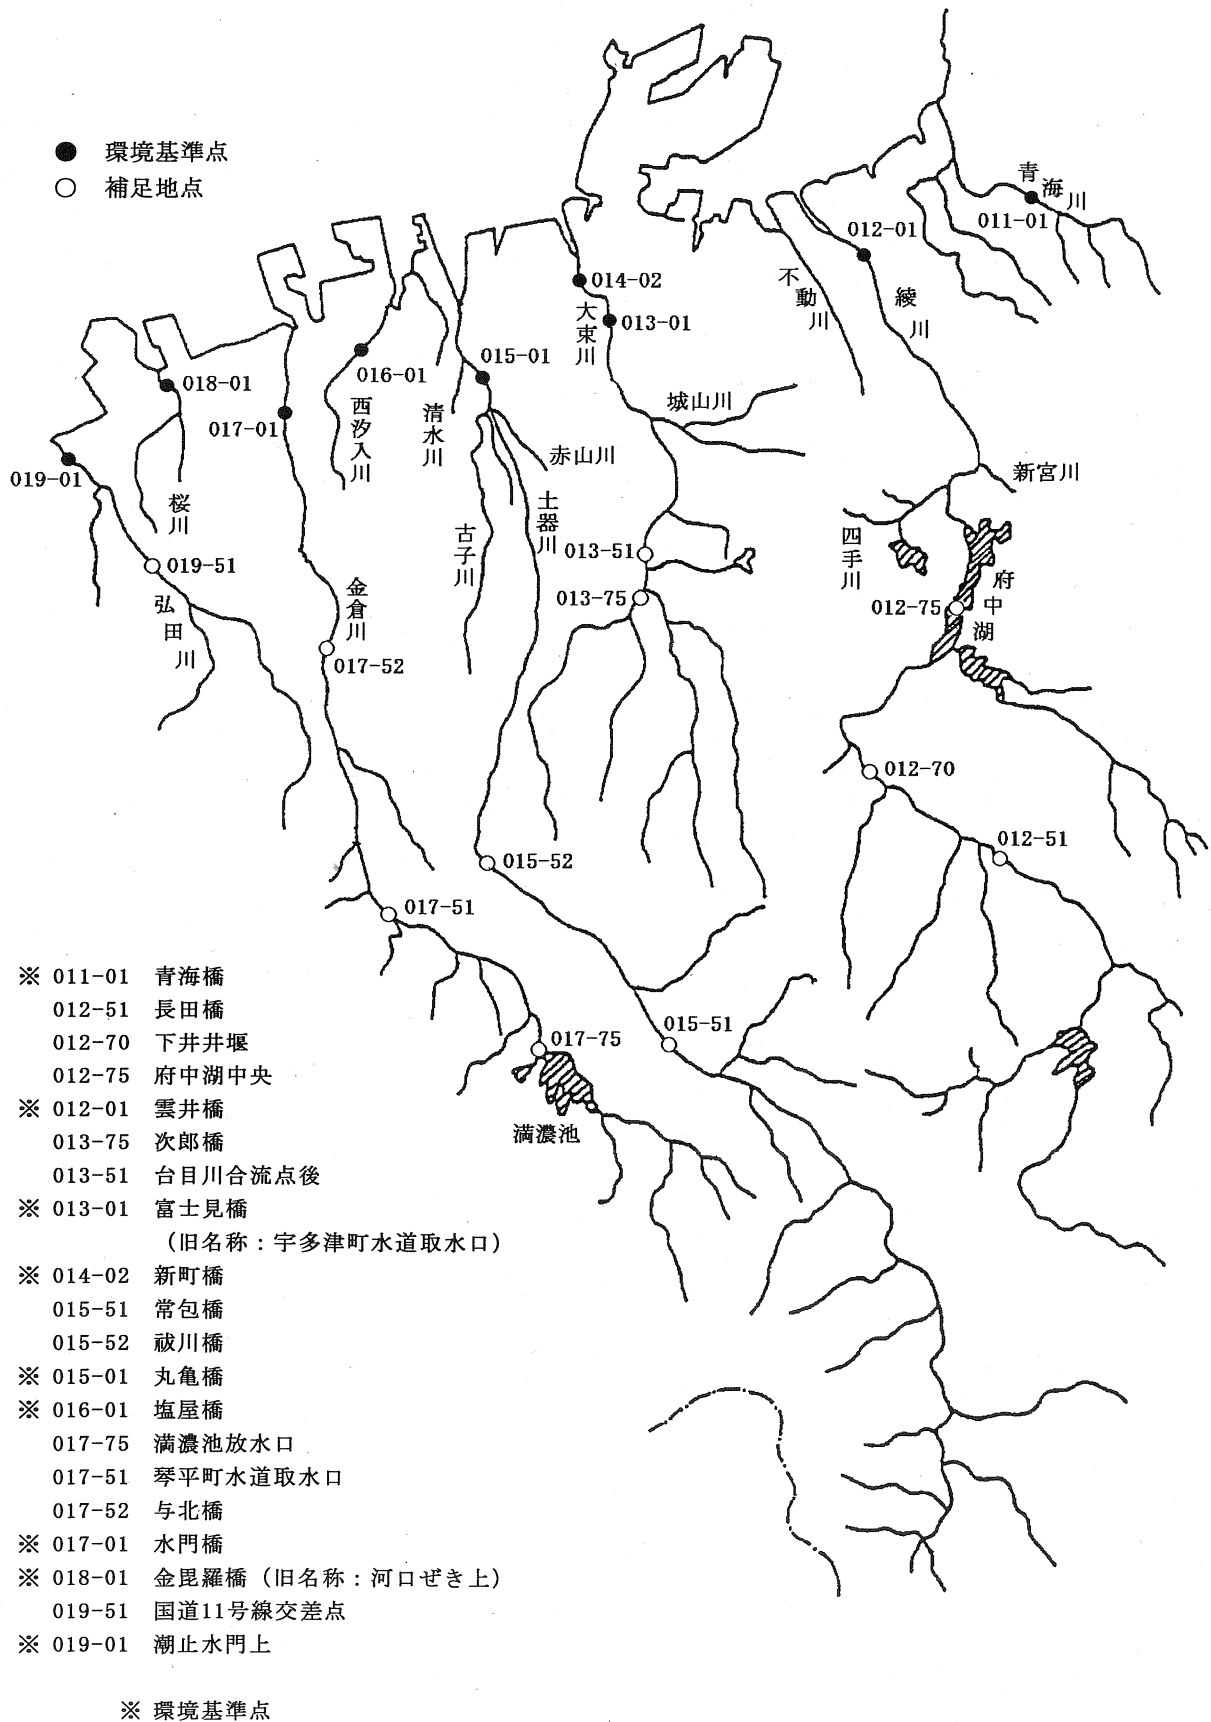 ● 環境基準点
○ 補足地点
青海川
011-01
012-01
綾川
不動川
014-02
大束川
013-01
015-01
016-01
018-01
017-01
019-01
西汐入川
清水川
城山川
赤山川
土器川
古子川
桜川
新宮川
四手川
府中湖
012-75
013-51
013-75
019-51
弘田川
金倉川
017-52
012-70
012-51
015-52
017-51
015-51
017-75
満濃池
※ 011-01 青海橋
012-51 長田橋
012-70 下井井堰
012-75 府中湖中央
※ 012-01 雲井橋
013-75 次郎橋
013-51 台目川合流点後
※ 013-01 富士見橋
(旧名称:宇多津町水道取水口)
※ 014-02 新町橋
015-51 常包橋
015-52 祓川橋
※ 015-01 丸亀橋
※ 016-01 塩屋橋
017-75 満濃池放水口
017-51 琴平町水道取水口
017-52 与北橋
※ 017-01 水門橋
※ 018-01 金毘羅橋(旧名称:河口ぜき上)
019-51 国道11号線交差点
※ 019-01 潮止水門上
※ 環境基準点